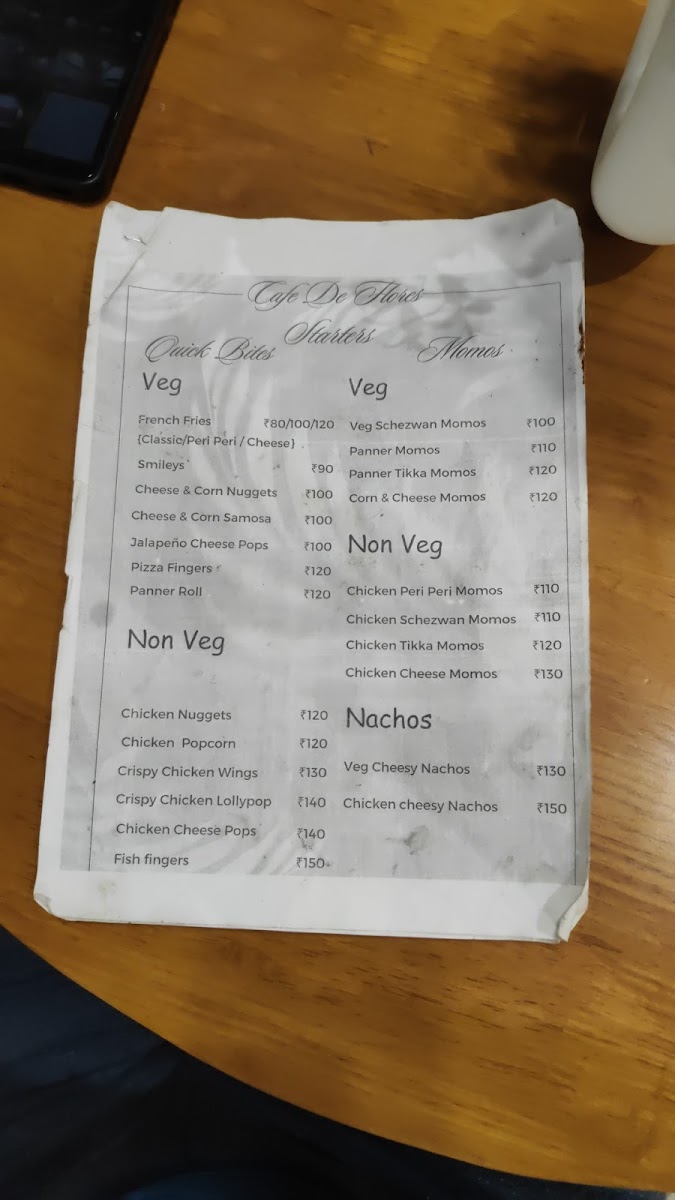 Cafe De Flores
Starters
Quick Bites
Veg
French Fries ₹80/100/120
{Classic/Peri Peri / Cheese}
Smileys ₹90
Cheese & Corn Nuggets ₹100
Cheese & Corn Samosa ₹100
Jalapeño Cheese Pops ₹100
Pizza Fingers ₹120
Panner Roll ₹120
Non Veg
Chicken Nuggets ₹120
Chicken Popcorn ₹120
Crispy Chicken Wings ₹130
Crispy Chicken Lollypop ₹140
Chicken Cheese Pops ₹140
Fish fingers ₹150
Momos
Veg
Veg Schezwan Momos ₹100
Panner Momos ₹110
Panner Tikka Momos ₹120
Corn & Cheese Momos ₹120
Non Veg
Chicken Peri Peri Momos ₹110
Chicken Schezwan Momos ₹110
Chicken Tikka Momos ₹120
Chicken Cheese Momos ₹130
Nachos
Veg Cheesy Nachos ₹130
Chicken cheesy Nachos ₹150